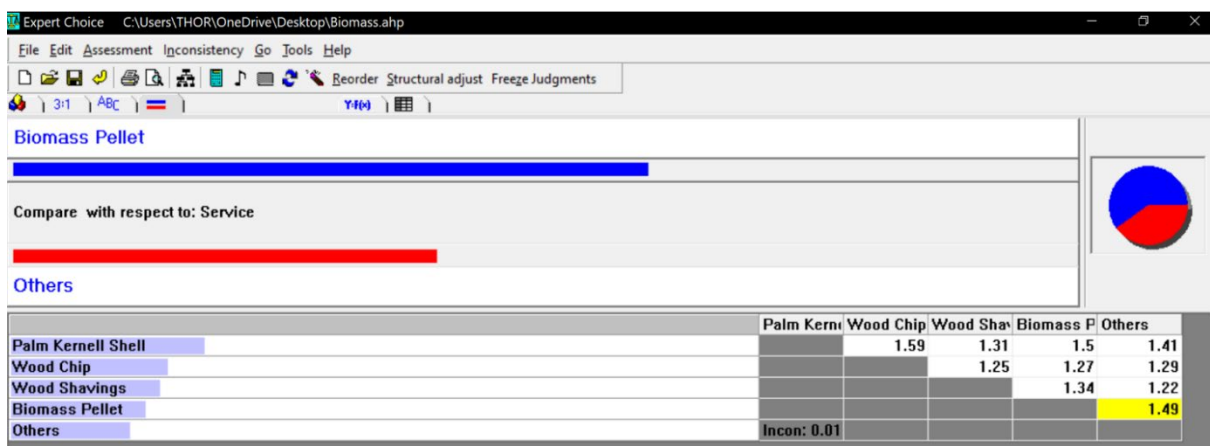 Expert Choice C:\Users\THOR\OneDrive\Desktop\Biomass.ahp
File Edit Assessment Inconsistency Go Tools Help
Reorder Structural adjust Freeze Judgments
3:1 ABC Y=f(x)
Biomass Pellet
Compare with respect to: Service
Others
Palm Kerne Wood Chip Wood Shav Biomass P Others
Palm Kernell Shell 1.59 1.31 1.5 1.41
Wood Chip 1.25 1.27 1.29
Wood Shavings 1.34 1.22
Biomass Pellet 1.49
Others Incon: 0.01